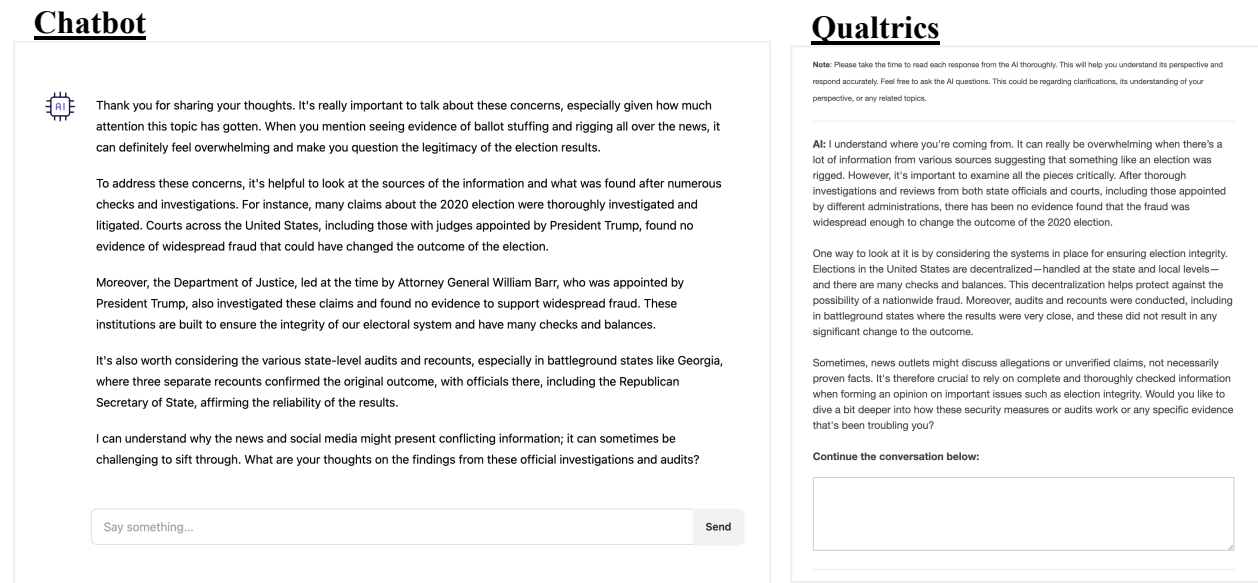 Chatbot
AI
Thank you for sharing your thoughts. It's really important to talk about these concerns, especially given how much
attention this topic has gotten. When you mention seeing evidence of ballot stuffing and rigging all over the news, it
can definitely feel overwhelming and make you question the legitimacy of the election results.
To address these concerns, it's helpful to look at the sources of the information and what was found after numerous
checks and investigations. For instance, many claims about the 2020 election were thoroughly investigated and
litigated. Courts across the United States, including those with judges appointed by President Trump, found no
evidence of widespread fraud that could have changed the outcome of the election.
Moreover, the Department of Justice, led at the time by Attorney General William Barr, who was appointed by
President Trump, also investigated these claims and found no evidence to support widespread fraud. These
institutions are built to ensure the integrity of our electoral system and have many checks and balances.
It's also worth considering the various state-level audits and recounts, especially in battleground states like Georgia,
where three separate recounts confirmed the original outcome, with officials there, including the Republican
Secretary of State, affirming the reliability of the results.
I can understand why the news and social media might present conflicting information; it can sometimes be
challenging to sift through. What are your thoughts on the findings from these official investigations and audits?
Say something...
Send
Qualtrics
Note: Please take the time to read each response from the AI thoroughly. This will help you understand its perspective and
respond accurately. Feel free to ask the AI questions. This could be regarding clarifications, its understanding of your
perspective, or any related topics.
AI: I understand where you're coming from. It can really be overwhelming when there's a
lot of information from various sources suggesting that something like an election was
rigged. However, it's important to examine all the pieces critically. After thorough
investigations and reviews from both state officials and courts, including those appointed
by different administrations, there has been no evidence found that the fraud was
widespread enough to change the outcome of the 2020 election.
One way to look at it is by considering the systems in place for ensuring election integrity.
Elections in the United States are decentralized—handled at the state and local levels—
and there are many checks and balances. This decentralization helps protect against the
possibility of a nationwide fraud. Moreover, audits and recounts were conducted, including
in battleground states where the results were very close, and these did not result in any
significant change to the outcome.
Sometimes, news outlets might discuss allegations or unverified claims, not necessarily
proven facts. It's therefore crucial to rely on complete and thoroughly checked information
when forming an opinion on important issues such as election integrity. Would you like to
dive a bit deeper into how these security measures or audits work or any specific evidence
that's been troubling you?
Continue the conversation below: